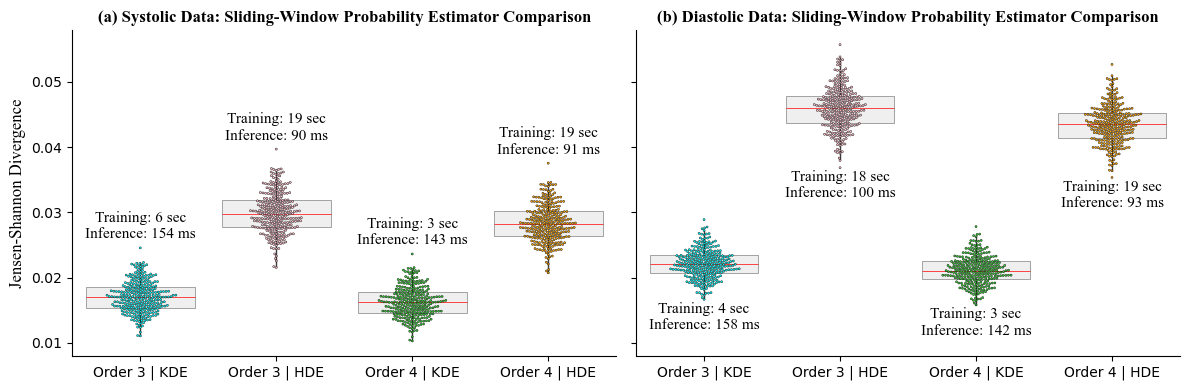 (a) Systolic Data: Sliding-Window Probability Estimator Comparison
Jensen-Shannon Divergence
0.05
0.04
0.03
0.02
0.01
Training: 6 sec
Inference: 154 ms
Training: 19 sec
Inference: 90 ms
Training: 3 sec
Inference: 143 ms
Training: 19 sec
Inference: 91 ms
Order 3 | KDE
Order 3 | HDE
Order 4 | KDE
Order 4 | HDE
(b) Diastolic Data: Sliding-Window Probability Estimator Comparison
Training: 4 sec
Inference: 158 ms
Training: 18 sec
Inference: 100 ms
Training: 3 sec
Inference: 142 ms
Training: 19 sec
Inference: 93 ms
Order 3 | KDE
Order 3 | HDE
Order 4 | KDE
Order 4 | HDE